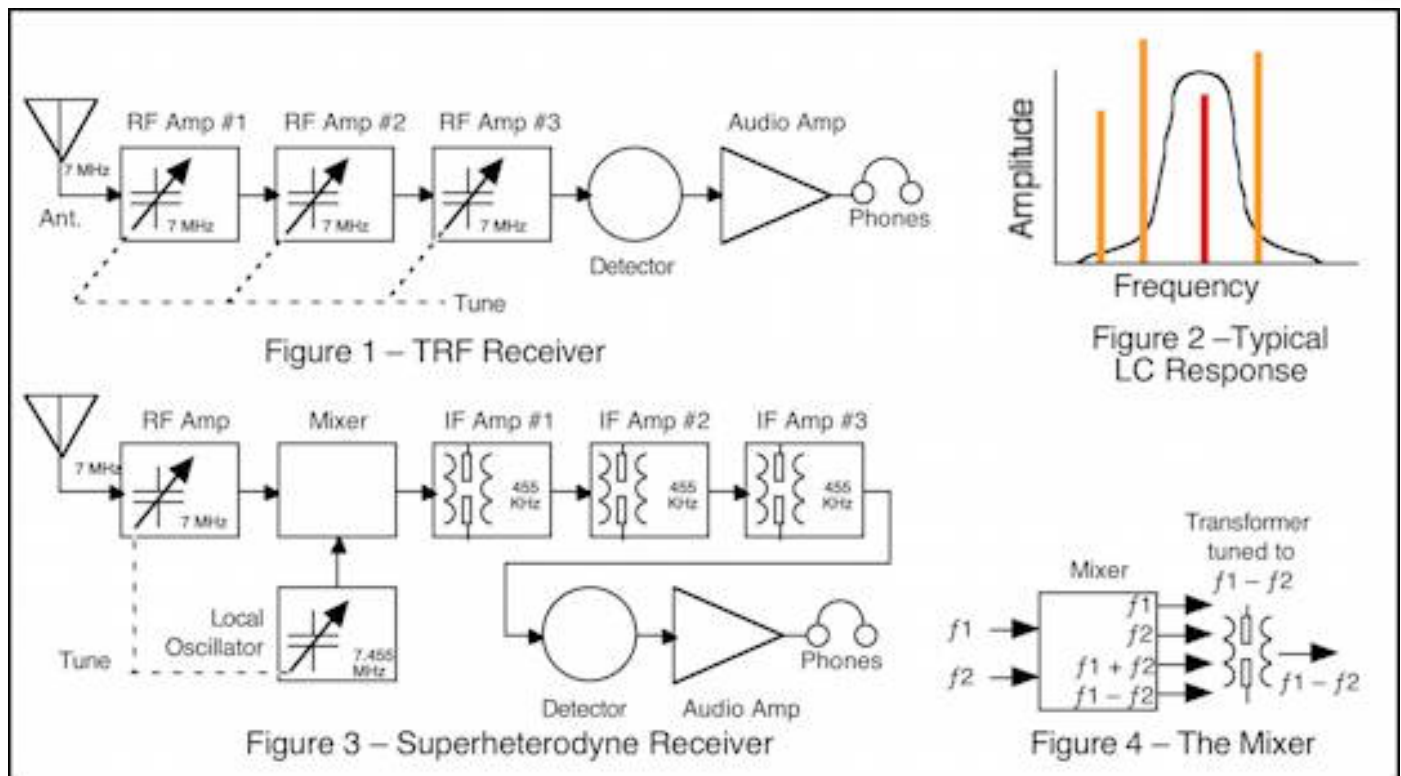 RF Amp #1
RF Amp #2
RF Amp #3
Audio Amp
7 MHz
7 MHz
7 MHz
7 MHz
Ant.
Phones
Detector
Tune
Figure 1 – TRF Receiver
Amplitude
Frequency
Figure 2 –Typical
LC Response
RF Amp
Mixer
IF Amp #1
IF Amp #2
IF Amp #3
7 MHz
7 MHz
455
KHz
455
KHz
455
KHz
Local
Oscillator
7.455
MHz
Tune
Phones
Detector
Audio Amp
Figure 3 – Superheterodyne Receiver
Transformer
tuned to
f1 – f2
Mixer
f1
f2
f1
f2
f1 + f2
f1 – f2
f1 – f2
Figure 4 – The Mixer